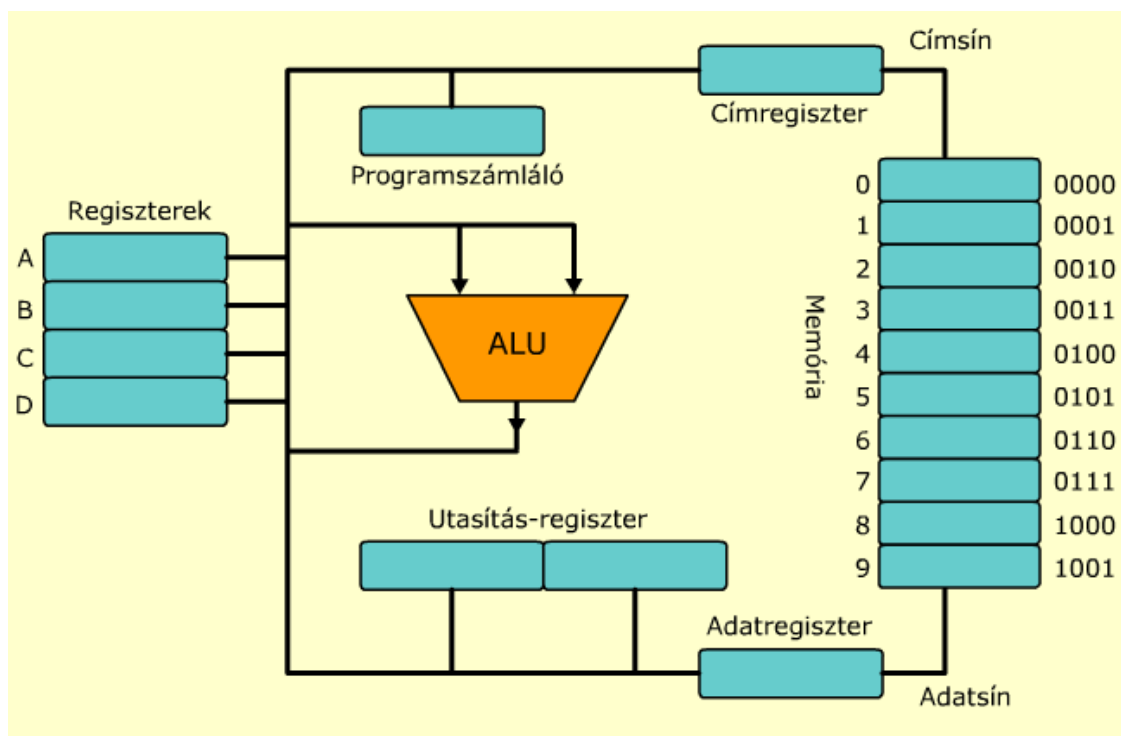 Címsín
Címregiszter
Programszámláló
Regiszterek
A
B
C
D
ALU
Memória
0 0000
1 0001
2 0010
3 0011
4 0100
5 0101
6 0110
7 0111
8 1000
9 1001
Utasítás-regiszter
Adatregiszter
Adatsín